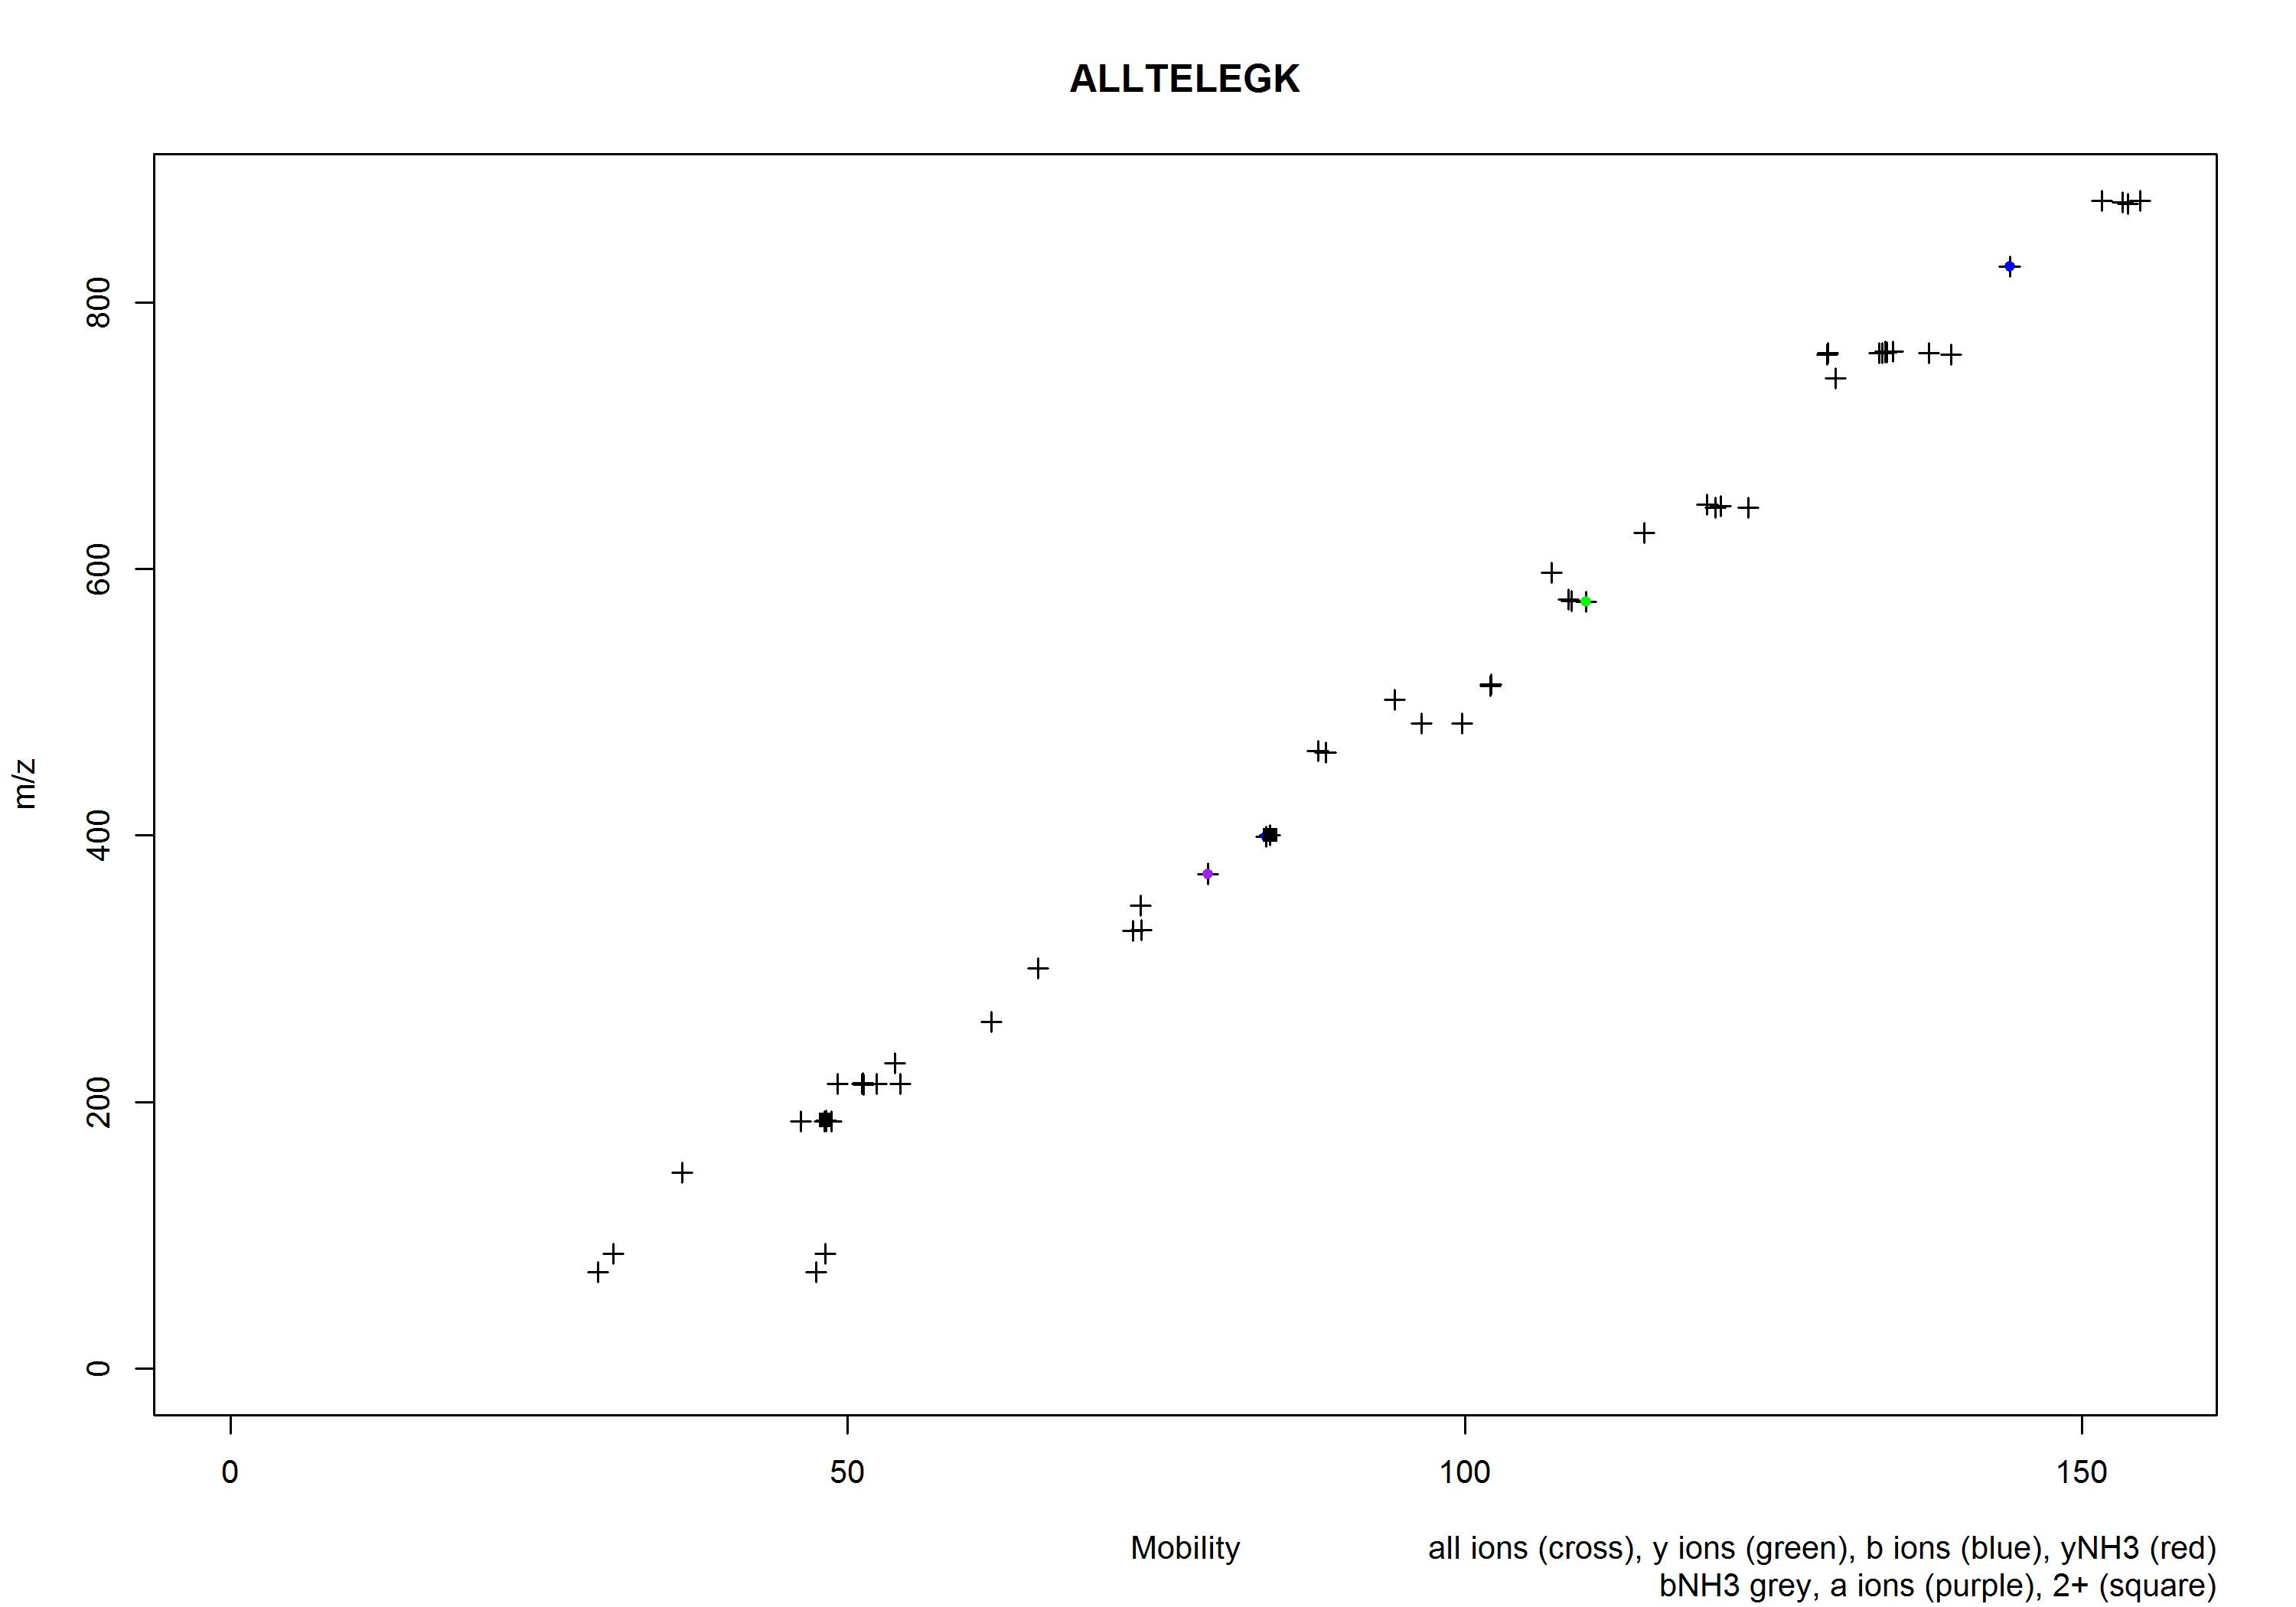 ALLTELEGK
m/z
800
600
400
200
0
0 50 100 150
Mobility all ions (cross), y ions (green), b ions (blue), yNH3 (red)
bNH3 grey, a ions (purple), 2+ (square)